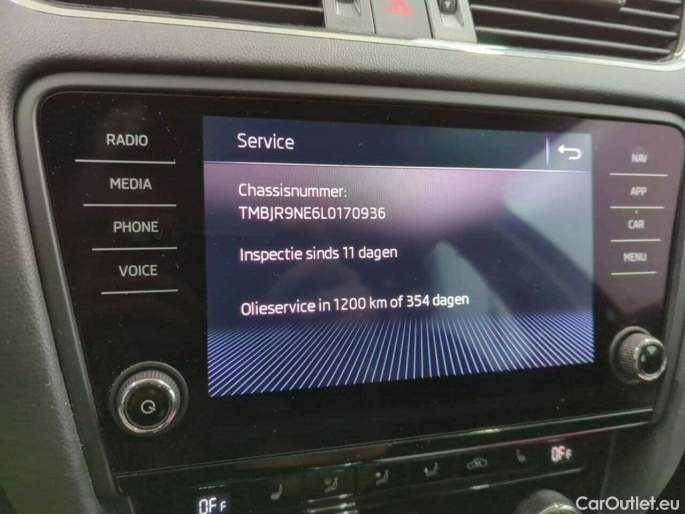 RADIO
MEDIA
PHONE
VOICE
Service
Chassisnummer:
TMBJR9NE6L0170936
Inspectie sinds 11 dagen
Olieservice in 1200 km of 354 dagen
NAV
APP
CAR
MENU
OFF
OFF
CarOutlet.eu